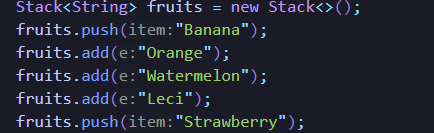 Stack<String> fruits = new Stack<>();
fruits.push(item:"Banana");
fruits.add(e:"Orange");
fruits.add(e:"Watermelon");
fruits.add(e:"Leci");
fruits.push(item:"Strawberry");